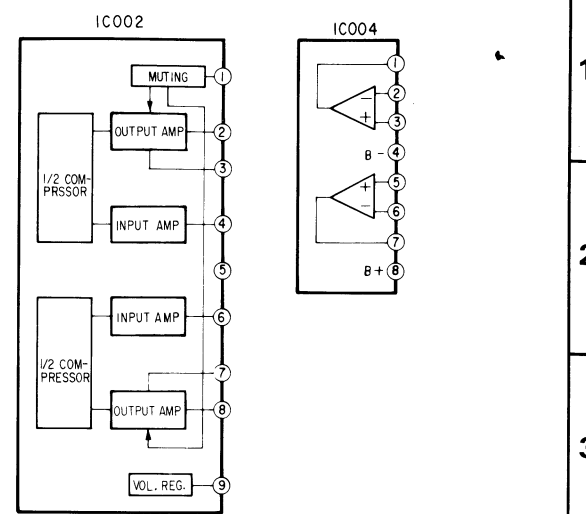 IC002
MUTING
1
OUTPUT AMP
2
3
1/2 COM-
PRSSOR
INPUT AMP
4
5
INPUT AMP
6
1/2 COM-
PRESSOR
7
OUTPUT AMP
8
VOL. REG.
9
IC004
1
−
2
+
3
B −
4
+
5
−
6
7
B +
8
1
2
3